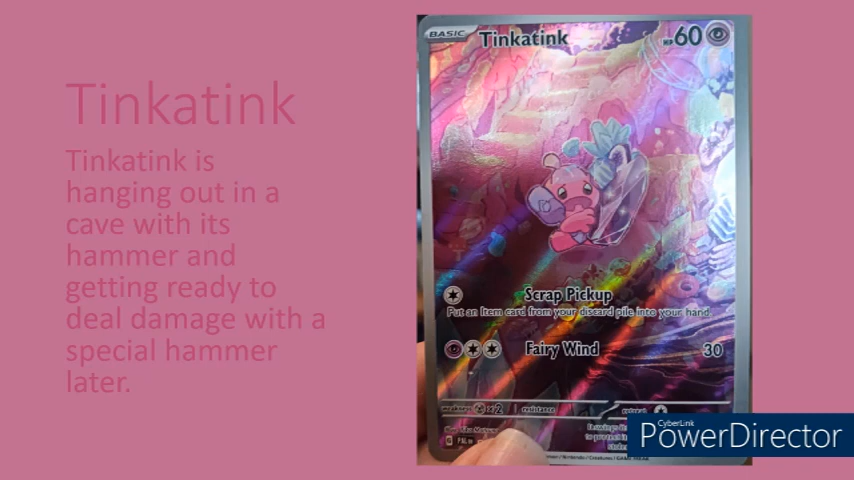 Tinkatink
Tinkatink is
hanging out in a
cave with its
hammer and
getting ready to
deal damage with a
special hammer
later.
BASIC
Tinkatink
HP60
Scrap Pickup
Put an Item card from your discard pile into your hand.
Fairy Wind 30
weakness x2 resistance
PAL
CyberLink
PowerDirector